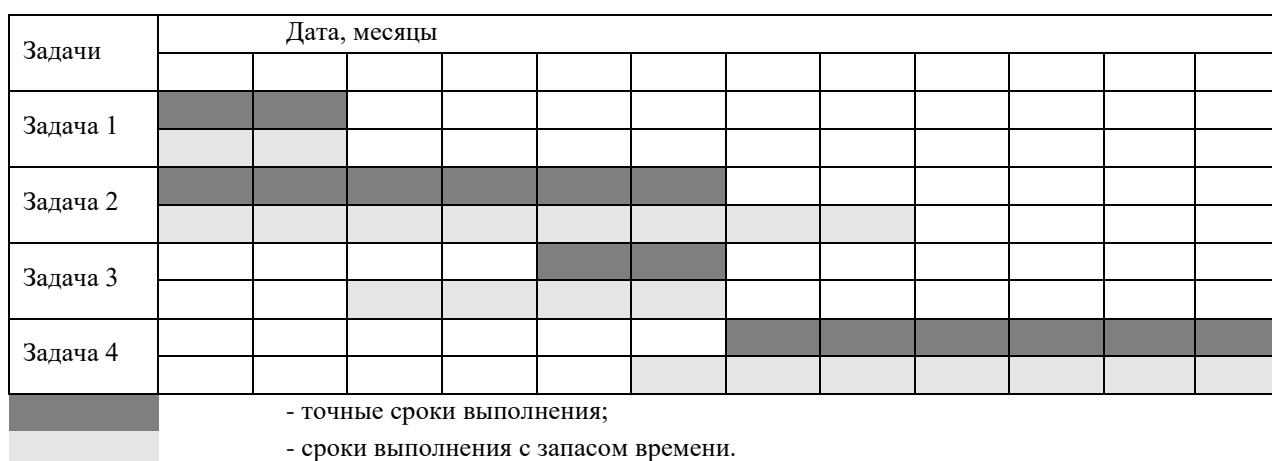 Задачи
Дата, месяцы
Задача 1
Задача 2
Задача 3
Задача 4
- точные сроки выполнения;
- сроки выполнения с запасом времени.